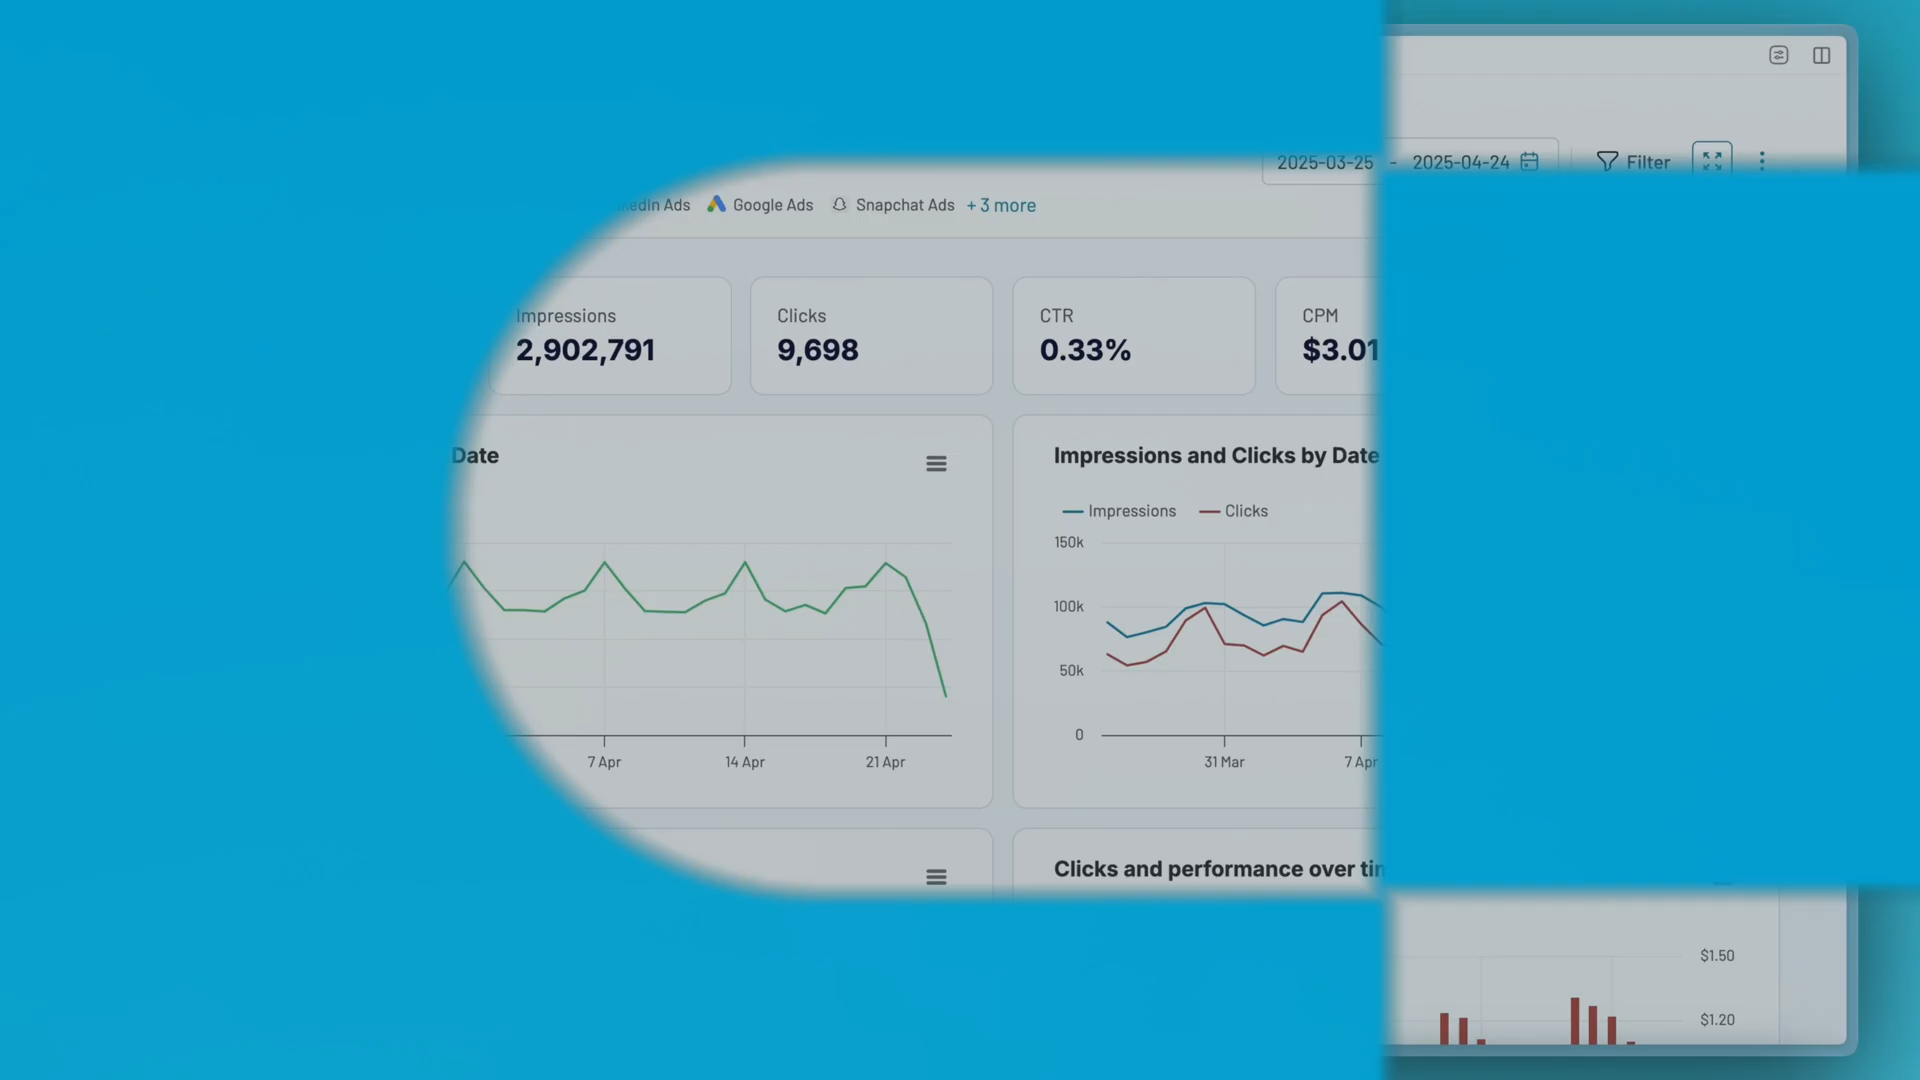 2025-03-25 - 2025-04-24 Filter
Ads Google Ads Snapchat Ads + 3 more
Impressions Clicks CTR CPM
2,902,791 9,698 0.33% $3.01
Date
Impressions and Clicks by Date
Impressions Clicks
150k
100k
50k
0
7 Apr 14 Apr 21 Apr
31 Mar 7 Apr
Clicks and performance over
$1.50
$1.20